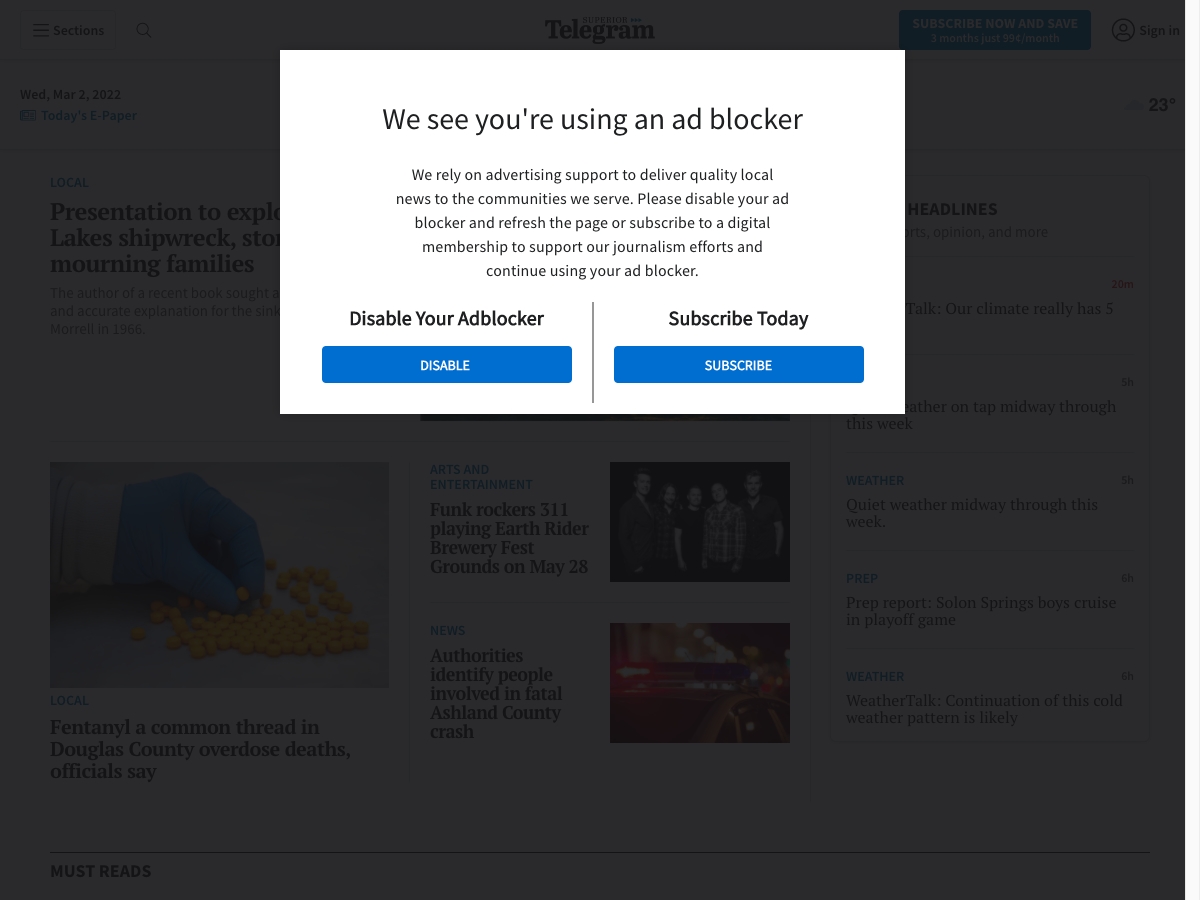 Sections
SUPERIOR
Telegram
SUBSCRIBE NOW AND SAVE
3 months just 99¢/month
Sign in
Wed, Mar 2, 2022
Today's E-Paper
23°
We see you're using an ad blocker
We rely on advertising support to deliver quality local
news to the communities we serve. Please disable your ad
blocker and refresh the page or subscribe to a digital
membership to support our journalism efforts and
continue using your ad blocker.
Disable Your Adblocker
DISABLE
Subscribe Today
SUBSCRIBE
LOCAL
Presentation to explo
Lakes shipwreck, stor
mourning families
The author of a recent book sought a
and accurate explanation for the sink
Morrell in 1966.
LOCAL
Fentanyl a common thread in
Douglas County overdose deaths,
officials say
ARTS AND
ENTERTAINMENT
Funk rockers 311
playing Earth Rider
Brewery Fest
Grounds on May 28
NEWS
Authorities
identify people
involved in fatal
Ashland County
crash
HEADLINES
rts, opinion, and more
20m
Talk: Our climate really has 5
5h
ather on tap midway through
this week
WEATHER
5h
Quiet weather midway through this
week.
PREP
6h
Prep report: Solon Springs boys cruise
in playoff game
WEATHER
6h
WeatherTalk: Continuation of this cold
weather pattern is likely
MUST READS